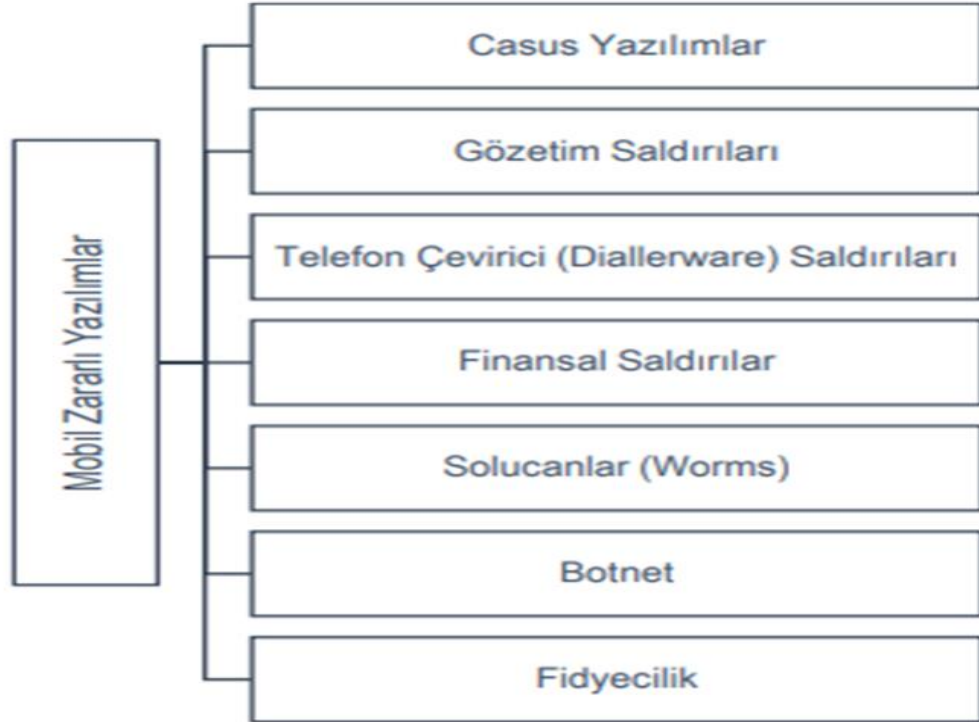 Mobil Zararlı Yazılımlar
Casus Yazılımlar
Gözetim Saldırıları
Telefon Çevirici (Diallerware) Saldırıları
Finansal Saldırılar
Solucanlar (Worms)
Botnet
Fidyecilik